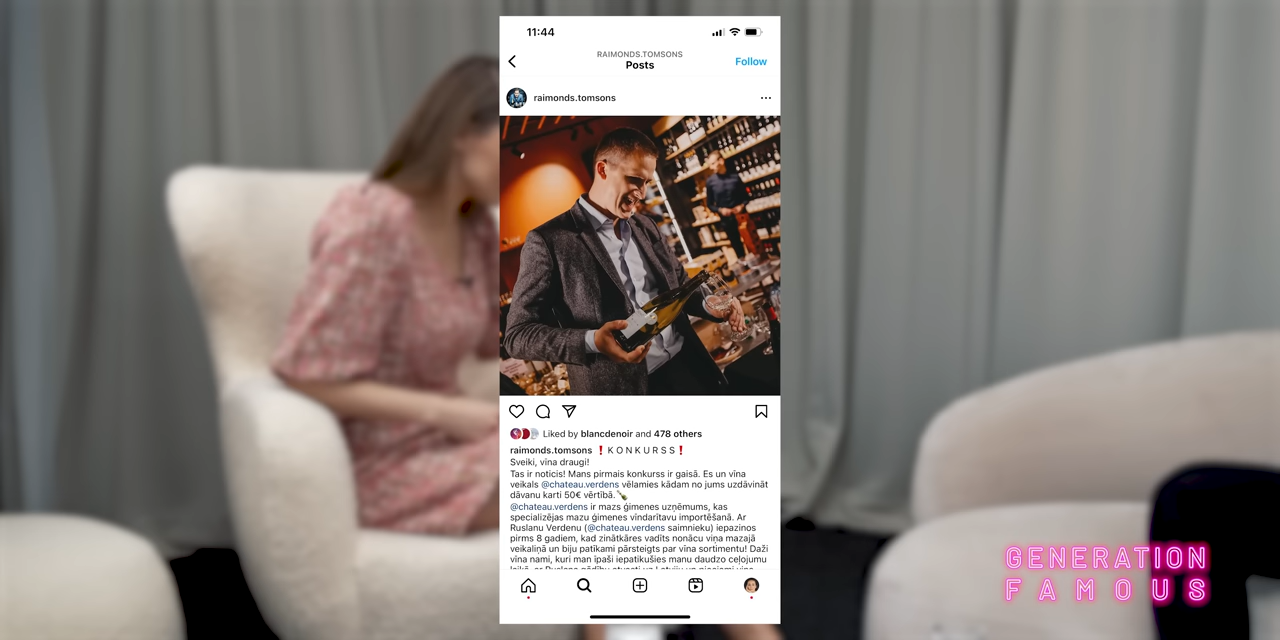 11:44
RAIMONDS.TOMSONS
Posts
Follow
raimonds.tomsons
Liked by blancdenoir and 478 others
raimonds.tomsons ❗ K O N K U R S S ❗
Sveiki, vīna draugi!
Tas ir noticis! Mans pirmais konkurss ir gaisā. Es un vīna
veikals @chateau.verdens vēlamies kādam no jums uzdāvināt
dāvanu karti 50€ vērtībā.🍾
@chateau.verdens ir mazs ģimenes uzņēmums, kas
specializējas mazu ģimenes vīndarītavu importēšanā. Ar
Ruslanu Verdenu (@chateau.verdens saimnieku) iepazinos
pirms 8 gadiem, kad zinātkāres vadīts nonācu viņa mazajā
veikaliņā un biju patīkami pārsteigts par vīna sortimentu! Daži
vīna nami, kuri man īpaši iepatikušies manu daudzo ceļojumu
GENERATION
FAMOUS